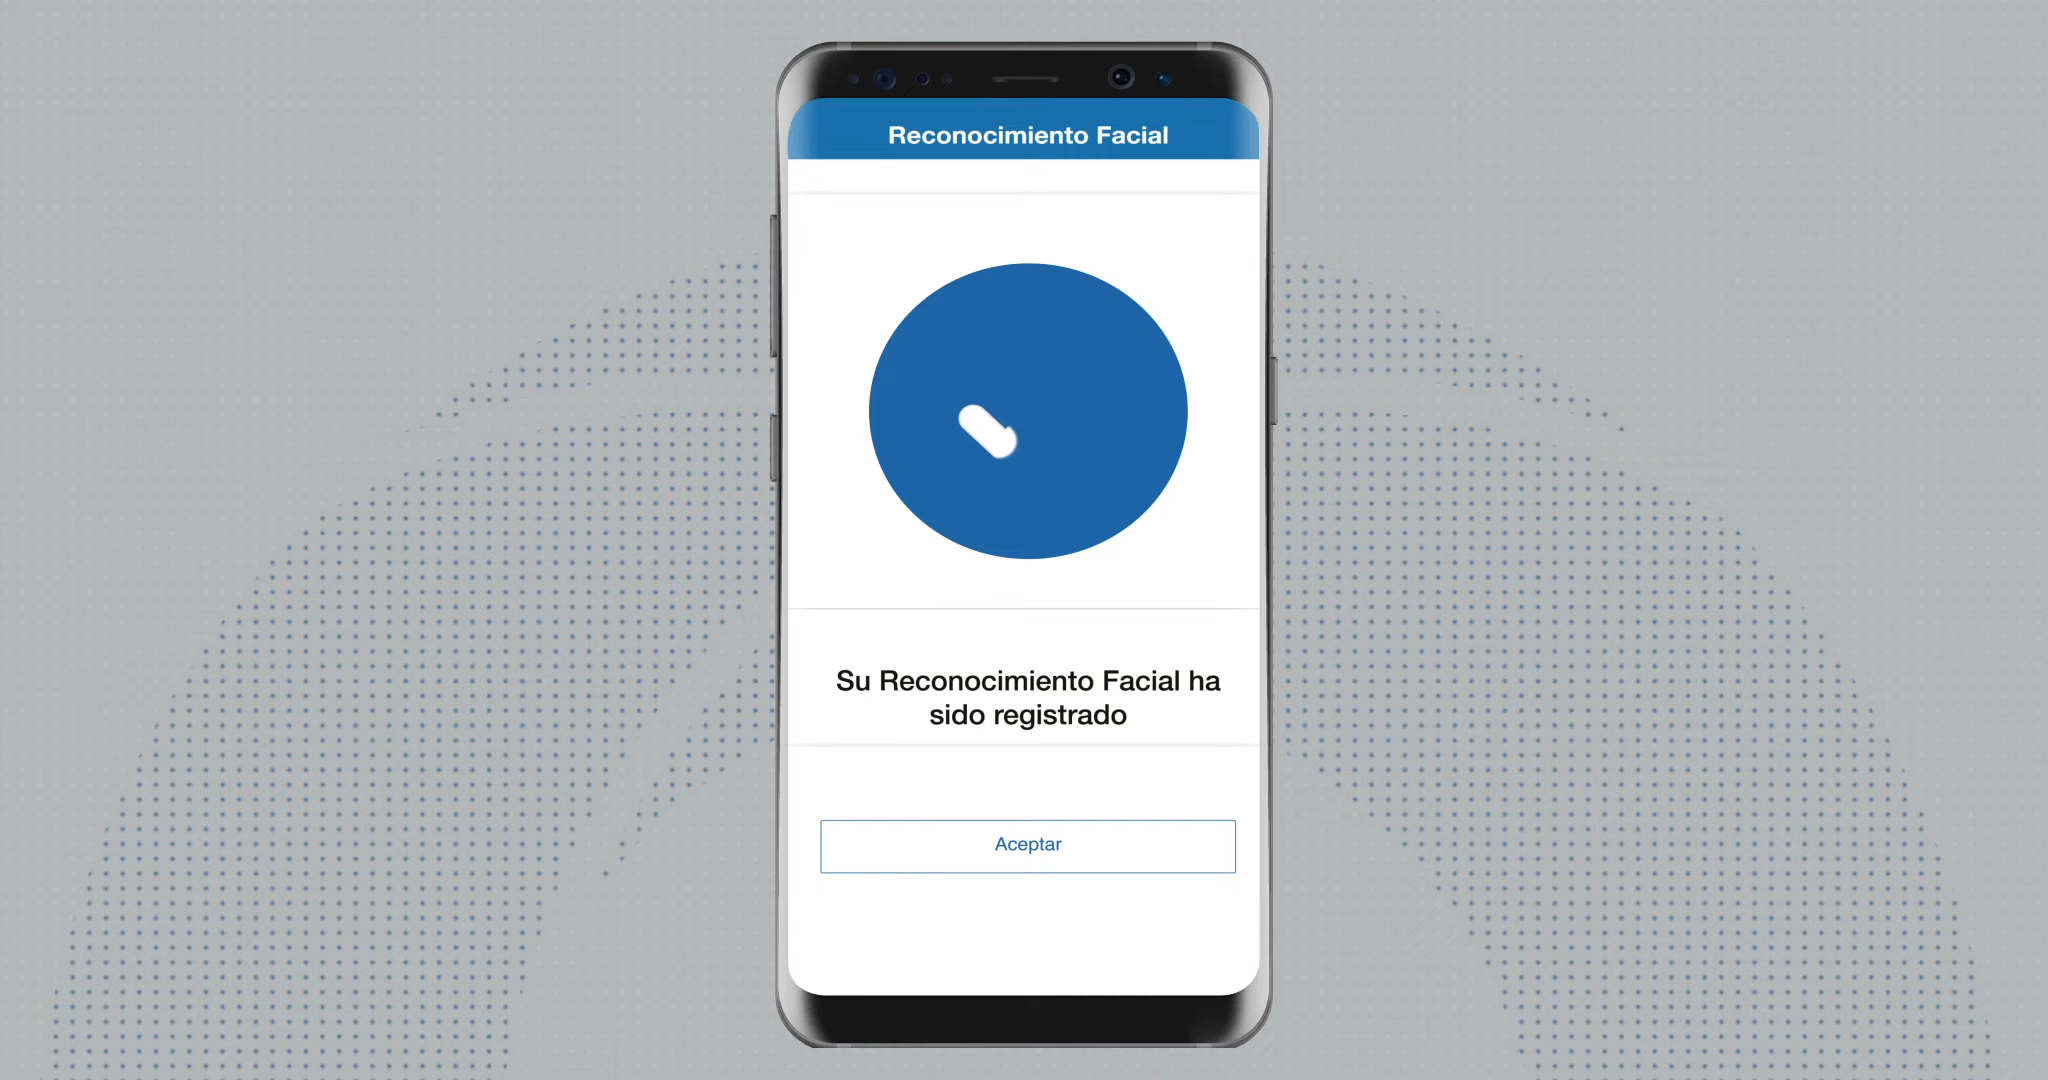 Reconocimiento Facial
Su Reconocimiento Facial ha
sido registrado
Aceptar